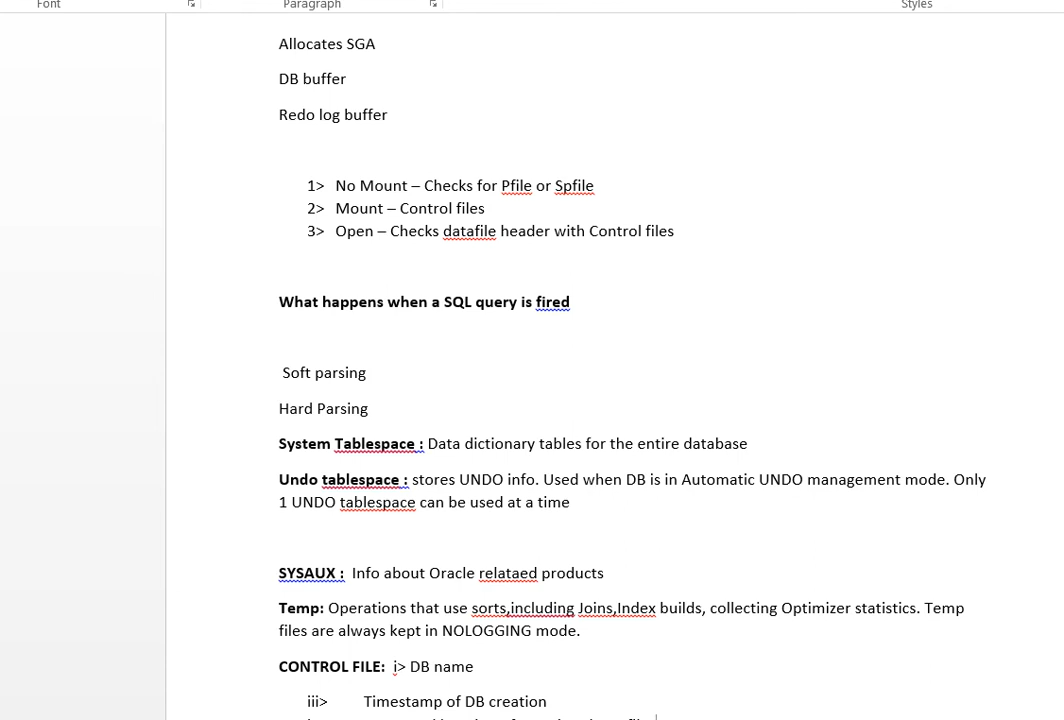 Font Paragraph Styles
Allocates SGA
DB buffer
Redo log buffer
1> No Mount – Checks for Pfile or Spfile
2> Mount – Control files
3> Open – Checks datafile header with Control files
What happens when a SQL query is fired
Soft parsing
Hard Parsing
System Tablespace : Data dictionary tables for the entire database
Undo tablespace : stores UNDO info. Used when DB is in Automatic UNDO management mode. Only
1 UNDO tablespace can be used at a time
SYSAUX : Info about Oracle relataed products
Temp: Operations that use sorts,including Joins,Index builds, collecting Optimizer statistics. Temp
files are always kept in NOLOGGING mode.
CONTROL FILE: i> DB name
iii> Timestamp of DB creation